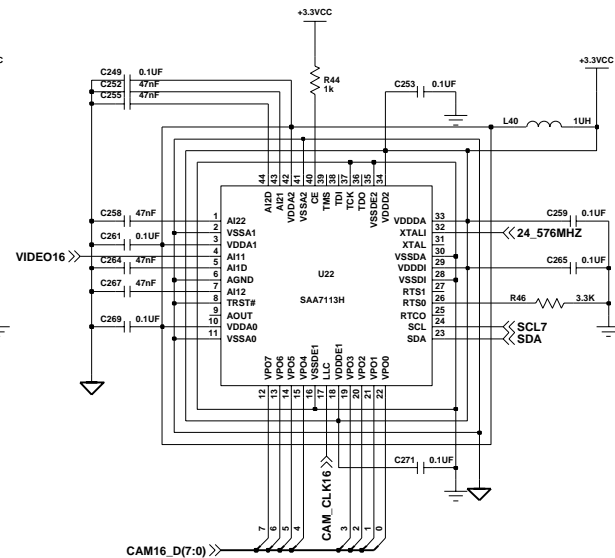 +3.3VCC
C249 0.1UF
C252 47nF
C255 47nF
R44
1k
C253 0.1UF
+3.3VCC
L40 1UH
44 43 42 41 40 39 38 37 36 35 34
AI2D AI21 VDDA2 VSSA2 CE TMS TDI TCK TDO VSSDE2 VDDD2
C258 47nF
1 AI22
VDDDA 33
C259 0.1UF
2 VSSA1
XTALI 32
24_576MHZ
C261 0.1UF
3 VDDA1
XTAL 31
VIDEO16
4 AI11
VSSDA 30
C264 47nF
5 AI1D
VDDDI 29
C265 0.1UF
6 AGND
VSSDI 28
C267 47nF
7 AI12
RTS1 27
8 TRST#
RTS0 26
R46 3.3K
9 AOUT
RTCO 25
C269 0.1UF
10 VDDA0
SCL 24
SCL7
11 VSSA0
SDA 23
SDA
U22
SAA7113H
VPO7 VPO6 VPO5 VPO4 VSSDE1 LLC VDDDE1 VPO3 VPO2 VPO1 VPO0
12 13 14 15 16 17 18 19 20 21 22
C271 0.1UF
CAM_CLK16
7 6 5 4 3 2 1 0
CAM16_D(7:0)